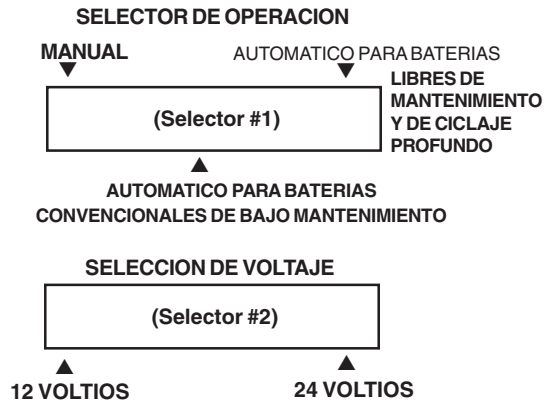 SELECTOR DE OPERACION
MANUAL
AUTOMATICO PARA BATERIAS
LIBRES DE
MANTENIMIENTO
Y DE CICLAJE
PROFUNDO
(Selector #1)
AUTOMATICO PARA BATERIAS
CONVENCIONALES DE BAJO MANTENIMIENTO
SELECCION DE VOLTAJE
(Selector #2)
12 VOLTIOS
24 VOLTIOS